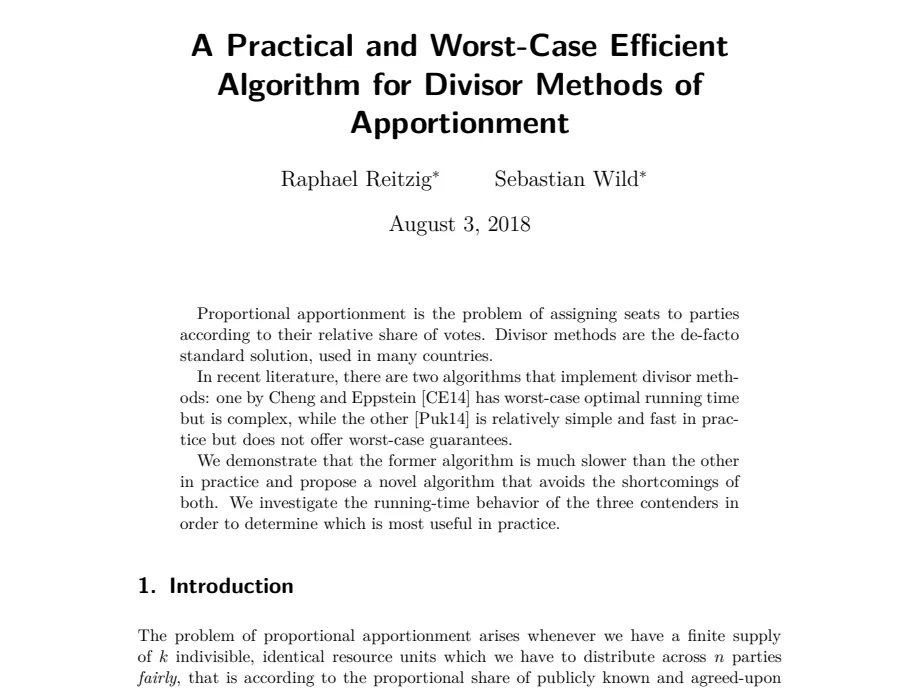 A Practical and Worst-Case Efficient
Algorithm for Divisor Methods of
Apportionment
Raphael Reitzig* Sebastian Wild*
August 3, 2018
Proportional apportionment is the problem of assigning seats to parties
according to their relative share of votes. Divisor methods are the de-facto
standard solution, used in many countries.
In recent literature, there are two algorithms that implement divisor meth-
ods: one by Cheng and Eppstein [CE14] has worst-case optimal running time
but is complex, while the other [Puk14] is relatively simple and fast in prac-
tice but does not offer worst-case guarantees.
We demonstrate that the former algorithm is much slower than the other
in practice and propose a novel algorithm that avoids the shortcomings of
both. We investigate the running-time behavior of the three contenders in
order to determine which is most useful in practice.
1. Introduction
The problem of proportional apportionment arises whenever we have a finite supply
of k indivisible, identical resource units which we have to distribute across n parties
fairly, that is according to the proportional share of publicly known and agreed-upon